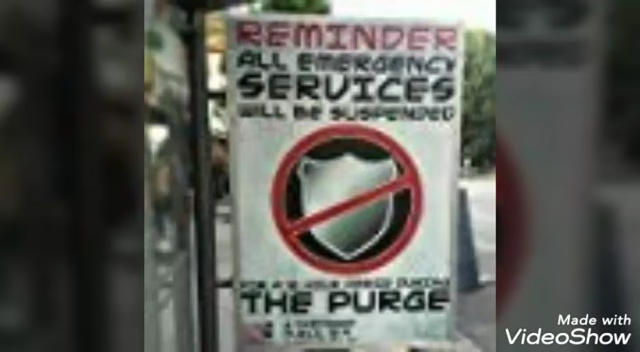 REMINDER
ALL EMERGENCY
SERVICES
WILL BE SUSPENDED
THE PURGE
Made with
VideoShow